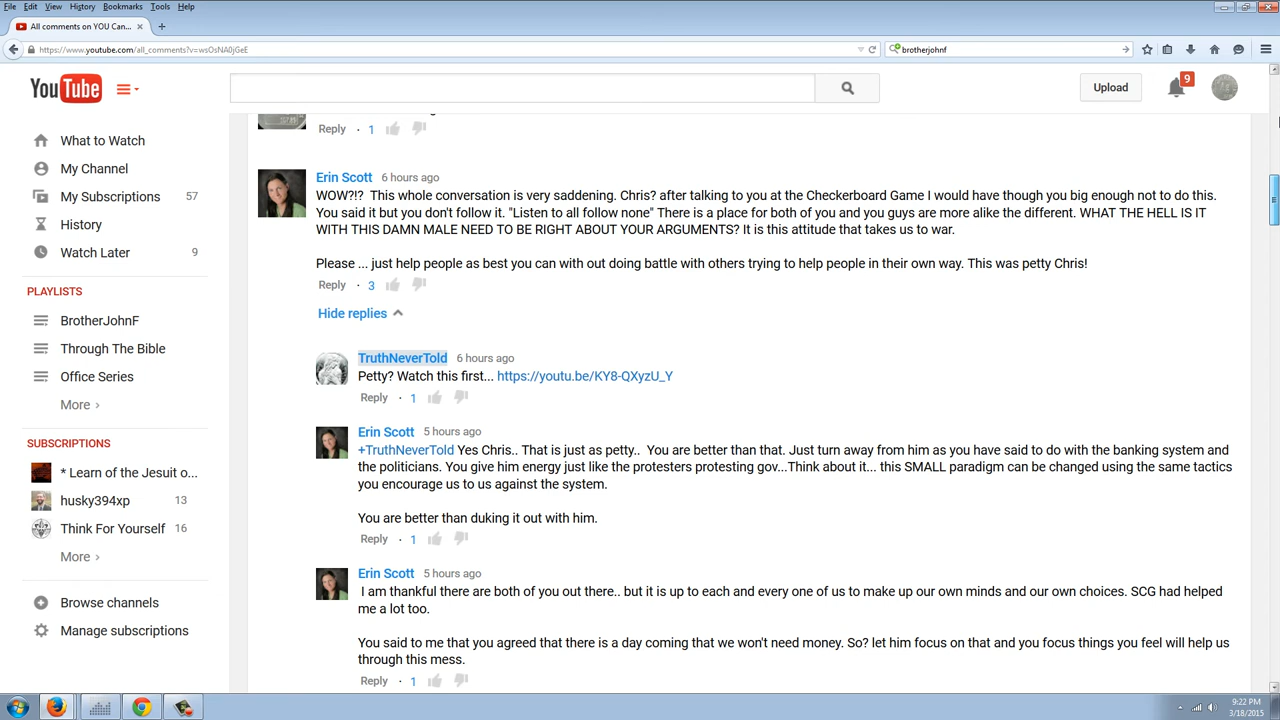 File Edit View History Bookmarks Tools Help
All comments on YOU Can...
https://www.youtube.com/all_comments?v=wsOsNA0jGeE
brotherjohnf
YouTube
Upload
9
What to Watch
My Channel
My Subscriptions 57
History
Watch Later 9
PLAYLISTS
BrotherJohnF
Through The Bible
Office Series
More ›
SUBSCRIPTIONS
* Learn of the Jesuit o...
husky394xp 13
Think For Yourself 16
More ›
Browse channels
Manage subscriptions
Reply · 1
Erin Scott 6 hours ago
WOW?!? This whole conversation is very saddening. Chris? after talking to you at the Checkerboard Game I would have though you big enough not to do this.
You said it but you don't follow it. "Listen to all follow none" There is a place for both of you and you guys are more alike the different. WHAT THE HELL IS IT
WITH THIS DAMN MALE NEED TO BE RIGHT ABOUT YOUR ARGUMENTS? It is this attitude that takes us to war.
Please ... just help people as best you can with out doing battle with others trying to help people in their own way. This was petty Chris!
Reply · 3
Hide replies
TruthNeverTold 6 hours ago
Petty? Watch this first... https://youtu.be/KY8-QXyzU_Y
Reply · 1
Erin Scott 5 hours ago
+TruthNeverTold Yes Chris.. That is just as petty.. You are better than that. Just turn away from him as you have said to do with the banking system and
the politicians. You give him energy just like the protesters protesting gov...Think about it... this SMALL paradigm can be changed using the same tactics
you encourage us to us against the system.
You are better than duking it out with him.
Reply · 1
Erin Scott 5 hours ago
I am thankful there are both of you out there.. but it is up to each and every one of us to make up our own minds and our own choices. SCG had helped
me a lot too.
You said to me that you agreed that there is a day coming that we won't need money. So? let him focus on that and you focus things you feel will help us
through this mess.
Reply · 1
9:22 PM
3/18/2015